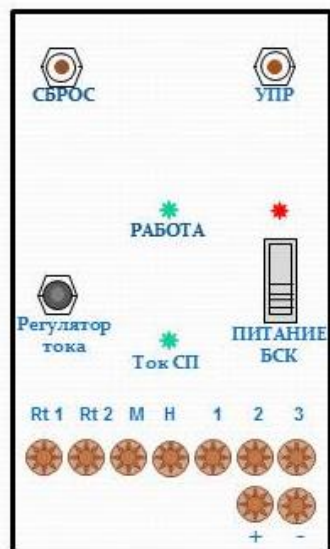 СБРОС УПР
РАБОТА
Регулятор
тока
ПИТАНИЕ
БСК
Ток СП
Rt 1 Rt 2 М Н 1 2 3
+ -